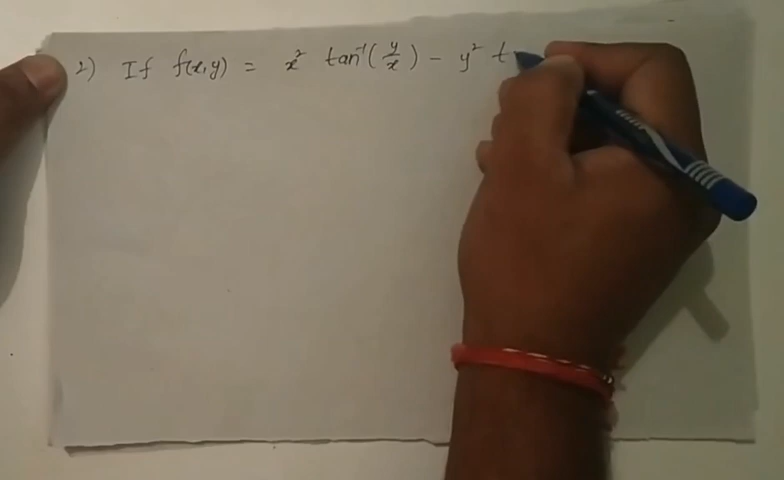 2) If f(x,y) = x² tan⁻¹(y/x) - y² t